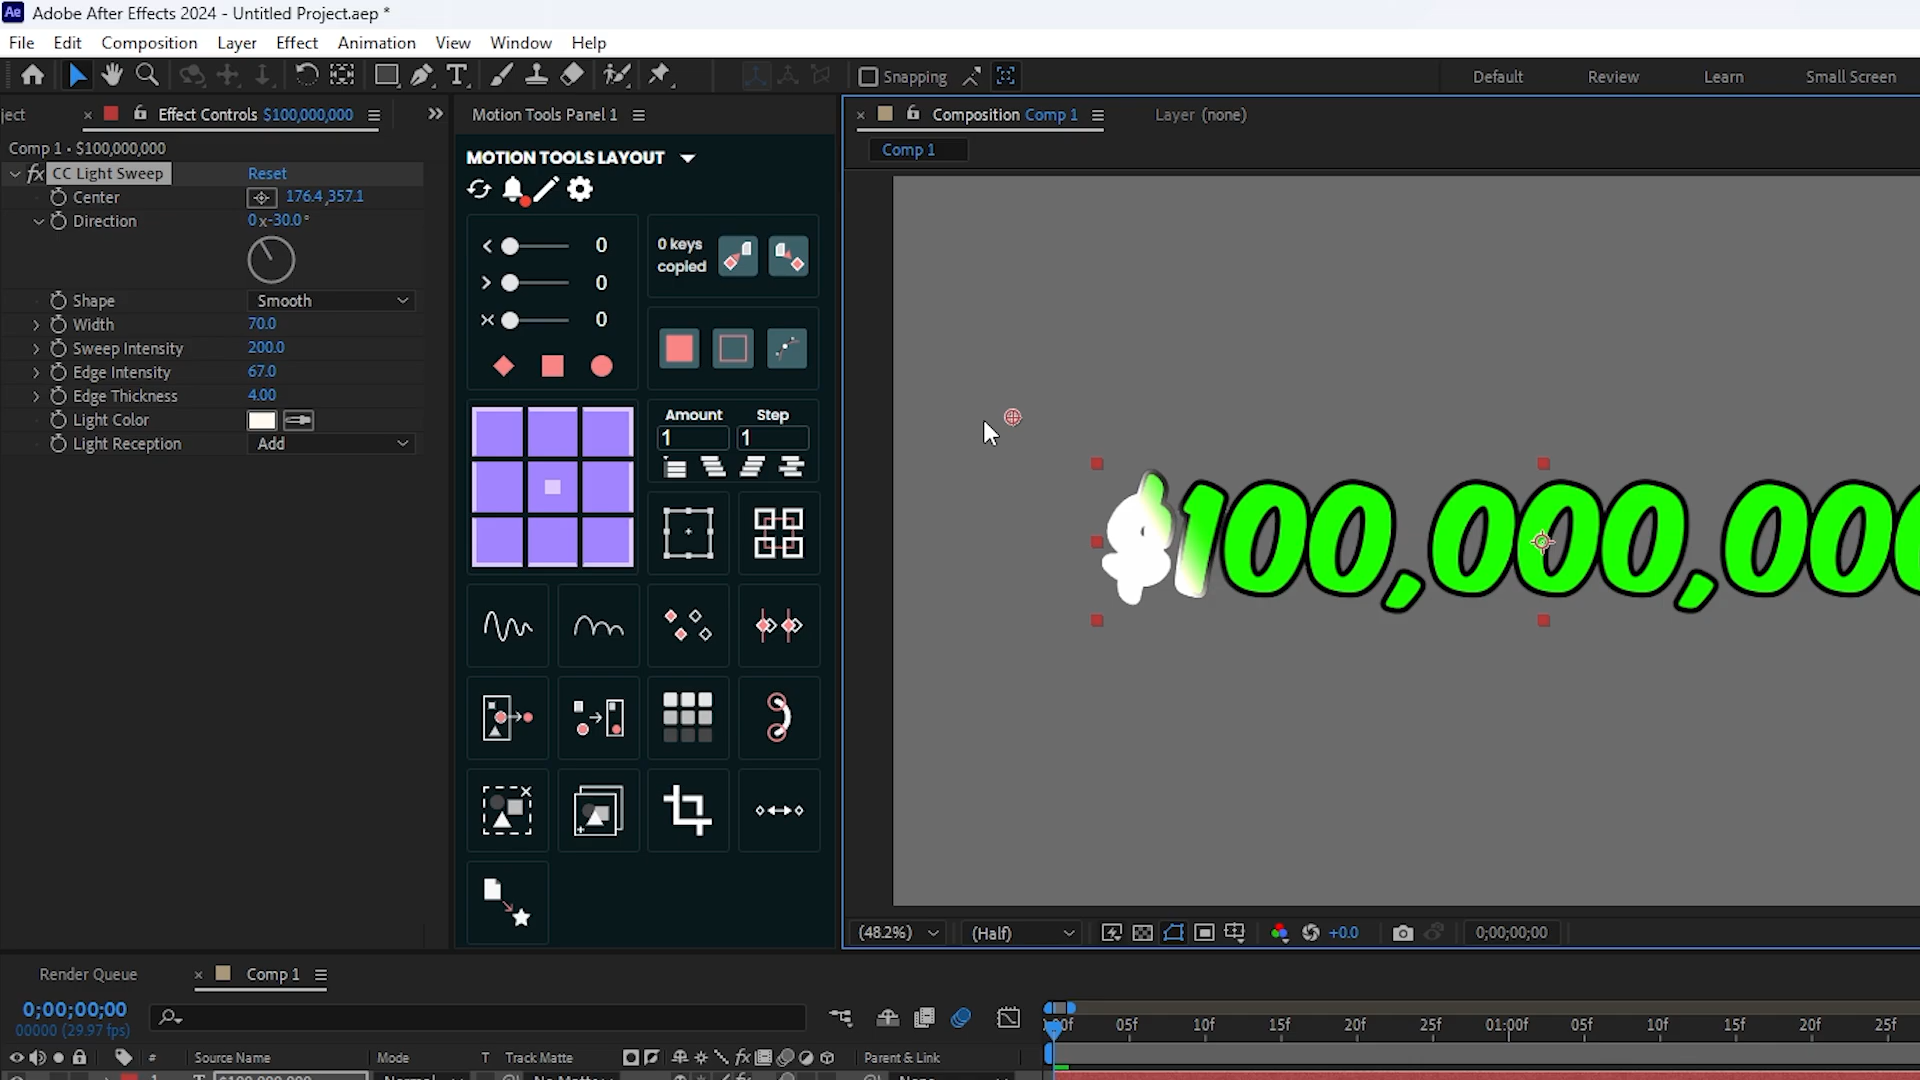 Ae Adobe After Effects 2024 - Untitled Project.aep *
File Edit Composition Layer Effect Animation View Window Help
Snapping Default Review Learn Small Screen
ject × Effect Controls $100,000,000
Motion Tools Panel 1
× Composition Comp 1 Layer (none)
Comp 1 • $100,000,000
Comp 1
fx CC Light Sweep Reset
Center 176.4,357.1
Direction
0x-30.0°
Shape Smooth
Width 70.0
Sweep Intensity 200.0
Edge Intensity 67.0
Edge Thickness 4.00
Light Color
Light Reception Add
MOTION TOOLS LAYOUT
0
0
0
0 keys
copied
Amount Step
1 1
$100,000,000
(48.2%) (Half) +0.0 0;00;00;00
Render Queue × Comp 1
0;00;00;00
00000 (29.97 fps)
:00f 05f 10f 15f 20f 25f 01:00f 05f 10f 15f 20f 25f
# Source Name Mode T Track Matte fx Parent & Link